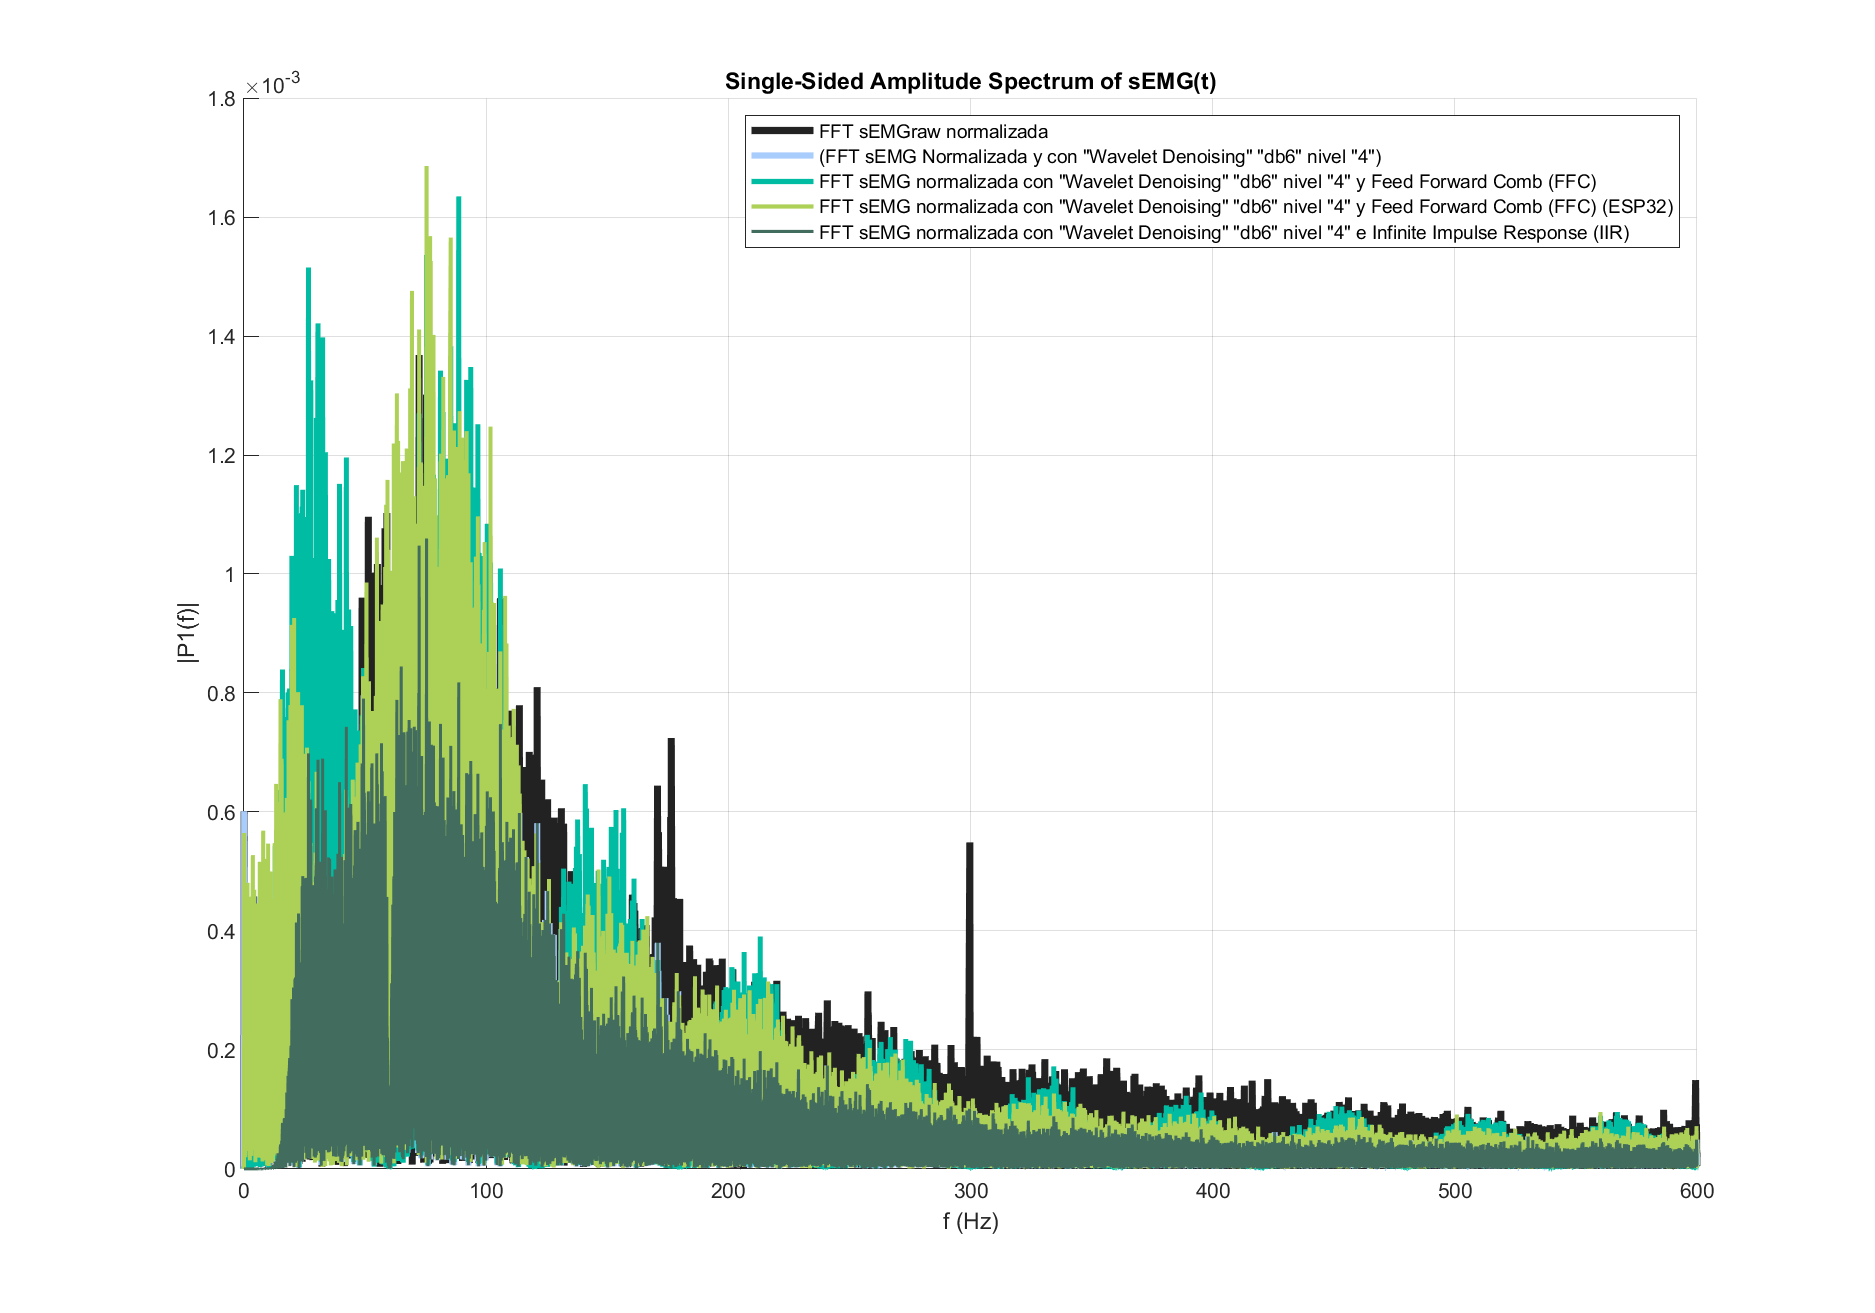 Single-Sided Amplitude Spectrum of sEMG(t)
×10-3
FFT sEMGraw normalizada
(FFT sEMG Normalizada y con "Wavelet Denoising" "db6" nivel "4")
FFT sEMG normalizada con "Wavelet Denoising" "db6" nivel "4" y Feed Forward Comb (FFC)
FFT sEMG normalizada con "Wavelet Denoising" "db6" nivel "4" y Feed Forward Comb (FFC) (ESP32)
FFT sEMG normalizada con "Wavelet Denoising" "db6" nivel "4" e Infinite Impulse Response (IIR)
1.8
1.6
1.4
1.2
1
0.8
0.6
0.4
0.2
0
|P1(f)|
0 100 200 300 400 500 600
f (Hz)